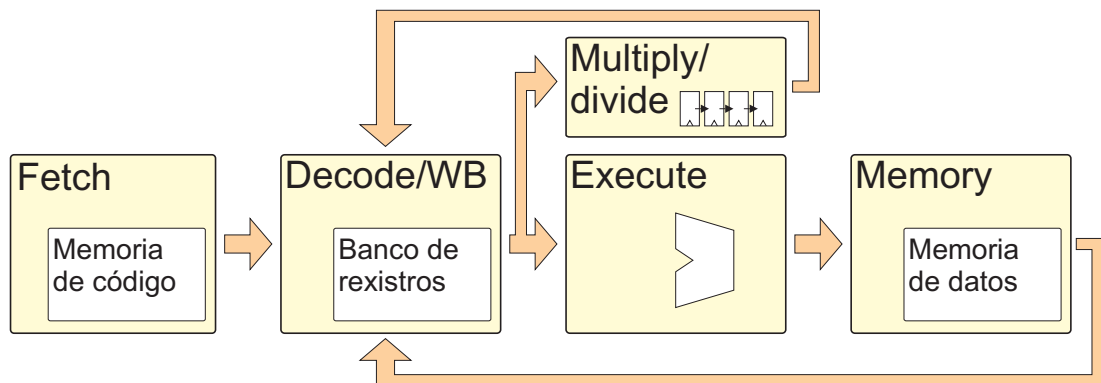 Multiply/
divide
Fetch
Memoria
de código
Decode/WB
Banco de
rexistros
Execute
Memory
Memoria
de datos